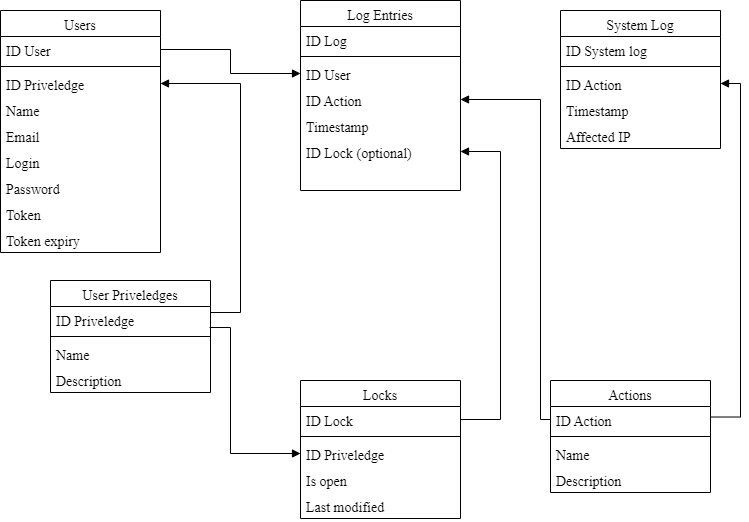 Users
ID User
ID Priveledge
Name
Email
Login
Password
Token
Token expiry
Log Entries
ID Log
ID User
ID Action
Timestamp
ID Lock (optional)
System Log
ID System log
ID Action
Timestamp
Affected IP
User Priveledges
ID Priveledge
Name
Description
Locks
ID Lock
ID Priveledge
Is open
Last modified
Actions
ID Action
Name
Description